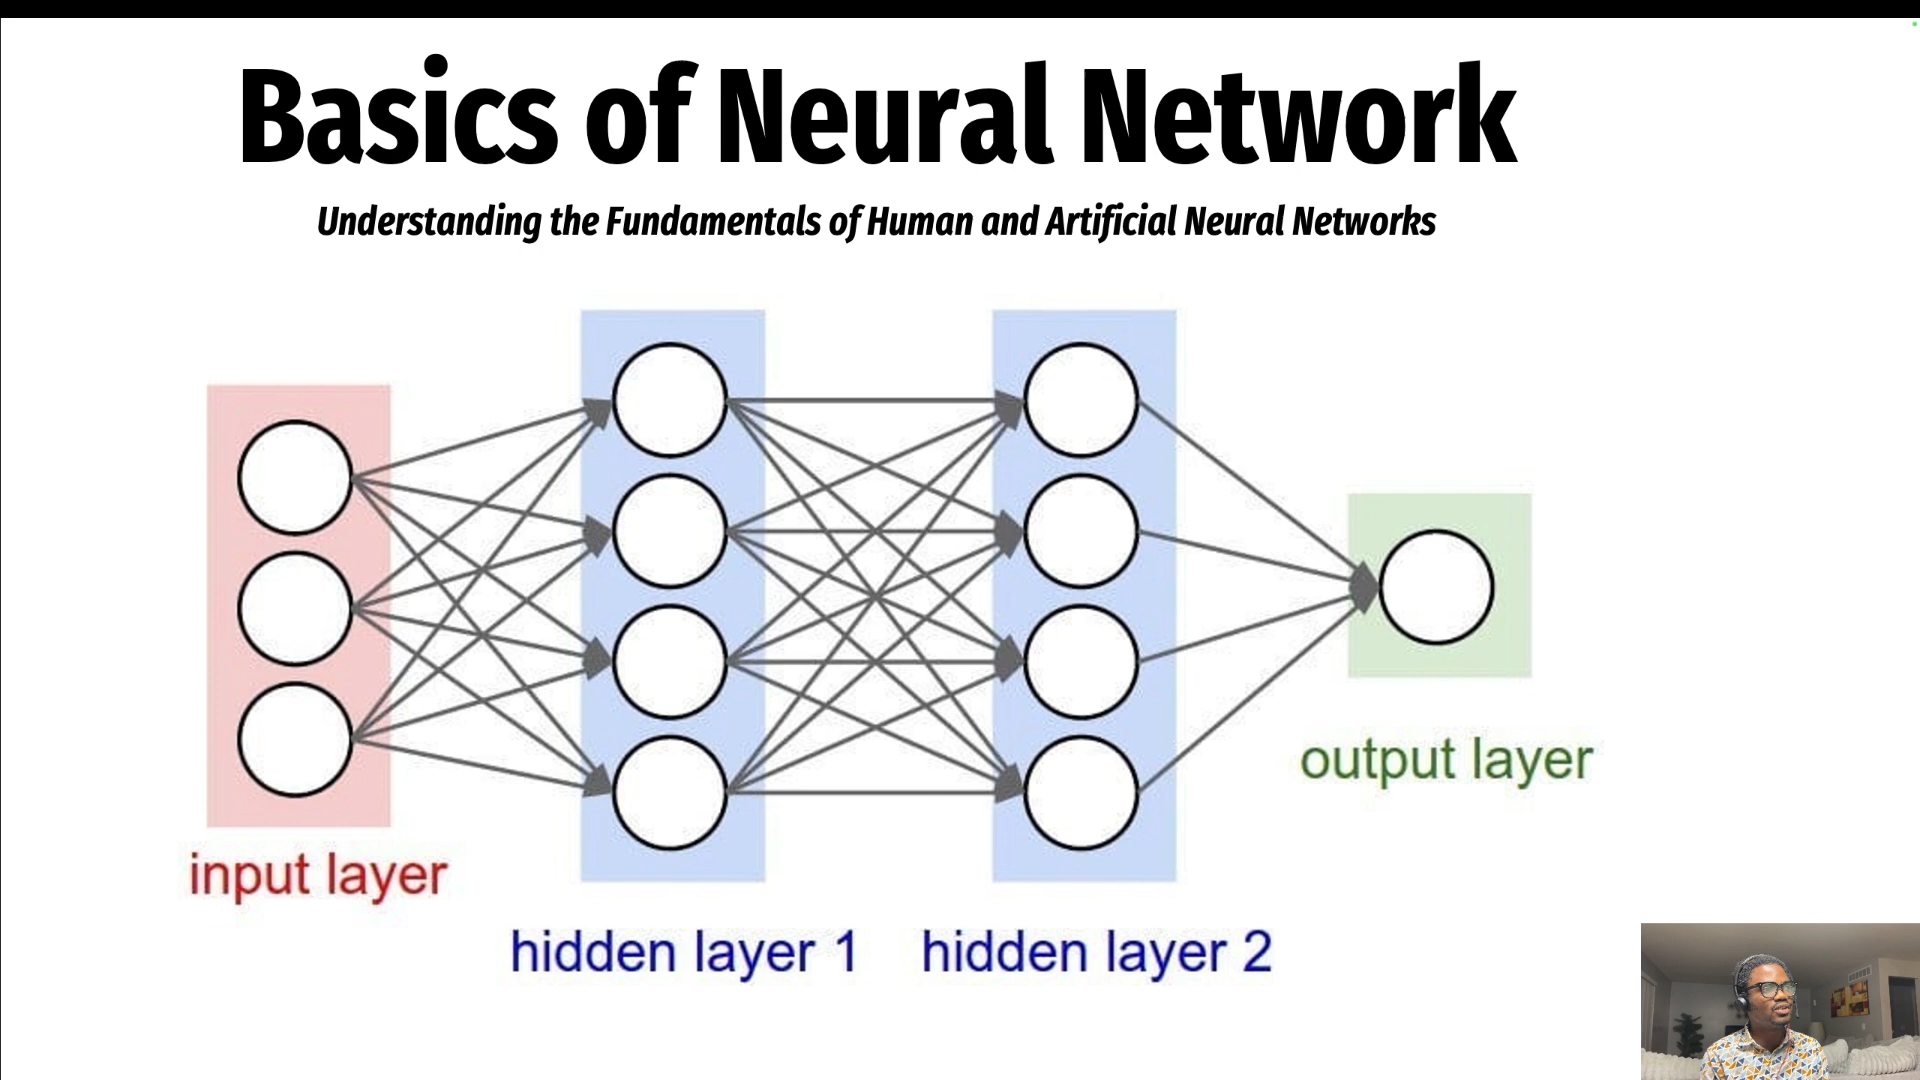 Basics of Neural Network
Understanding the Fundamentals of Human and Artificial Neural Networks
input layer
hidden layer 1
hidden layer 2
output layer